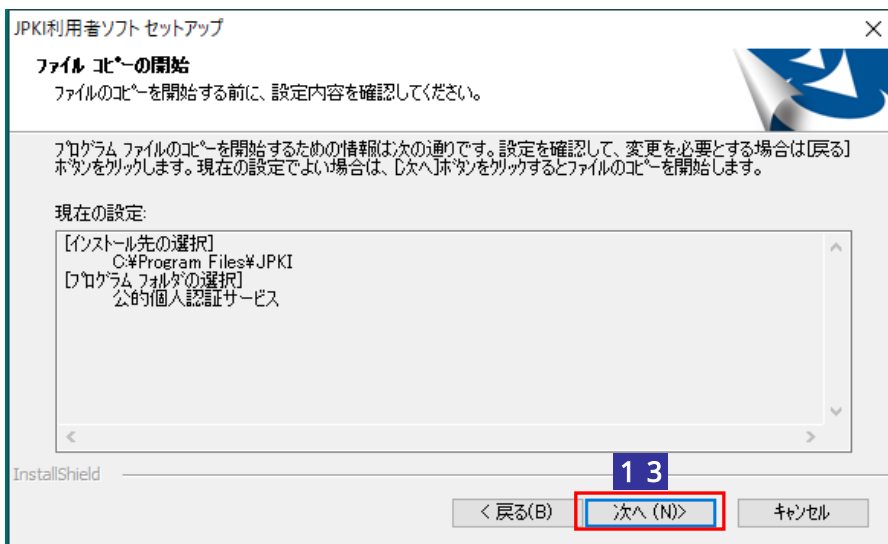 JPKI利用者ソフト セットアップ
ファイル コピーの開始
ファイルのコピーを開始する前に、設定内容を確認してください。
プログラム ファイルのコピーを開始するための情報は次の通りです。設定を確認して、変更を必要とする場合は[戻る]
ボタンをクリックします。現在の設定でよい場合は、[次へ]ボタンをクリックするとファイルのコピーを開始します。
現在の設定:
[インストール先の選択]
C:¥Program Files¥JPKI
[プログラム フォルダの選択]
公的個人認証サービス
InstallShield
１３
< 戻る(B)
次へ (N)>
キャンセル